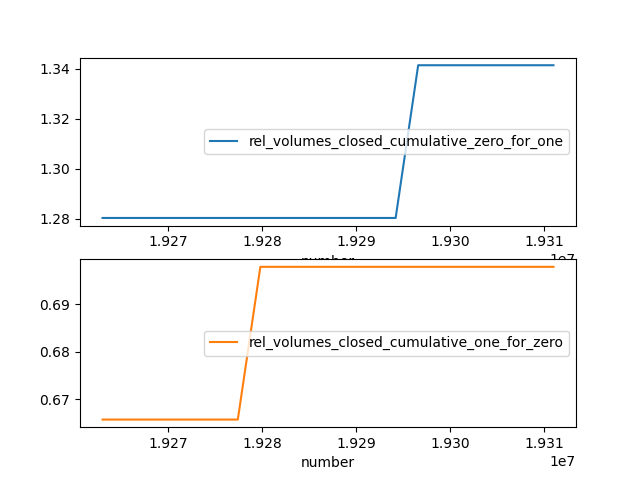 1.34
1.32
1.30
1.28
rel_volumes_closed_cumulative_zero_for_one
1.927 1.928 1.929 1.930 1.931
number
1e7
0.69
0.68
0.67
rel_volumes_closed_cumulative_one_for_zero
1.927 1.928 1.929 1.930 1.931
number
1e7